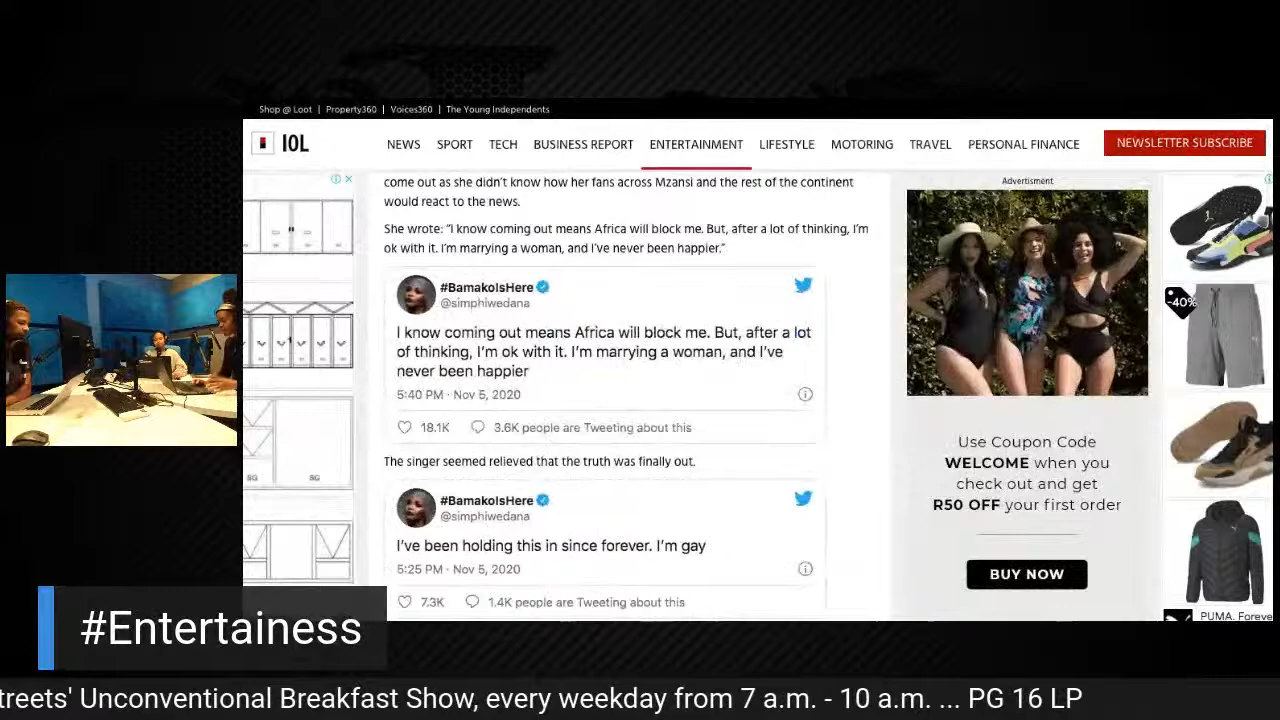 Shop @ Loot | Property360 | Voices360 | The Young Independents
IOL
NEWS SPORT TECH BUSINESS REPORT ENTERTAINMENT LIFESTYLE MOTORING TRAVEL PERSONAL FINANCE NEWSLETTER SUBSCRIBE
come out as she didn't know how her fans across Mzansi and the rest of the continent
would react to the news.
She wrote: "I know coming out means Africa will block me. But, after a lot of thinking, I'm
ok with it. I'm marrying a woman, and I've never been happier."
#BamakoIsHere
@simphiwedana
I know coming out means Africa will block me. But, after a lot
of thinking, I'm ok with it. I'm marrying a woman, and I've
never been happier
5:40 PM · Nov 5, 2020
18.1K 3.6K people are Tweeting about this
The singer seemed relieved that the truth was finally out.
#BamakoIsHere
@simphiwedana
I've been holding this in since forever. I'm gay
5:25 PM · Nov 5, 2020
7.3K 1.4K people are Tweeting about this
SG SG
Advertisment
Use Coupon Code
WELCOME when you
check out and get
R50 OFF your first order
BUY NOW
-40%
PUMA. Foreve
#Entertainess
treets' Unconventional Breakfast Show, every weekday from 7 a.m. - 10 a.m. ... PG 16 LP